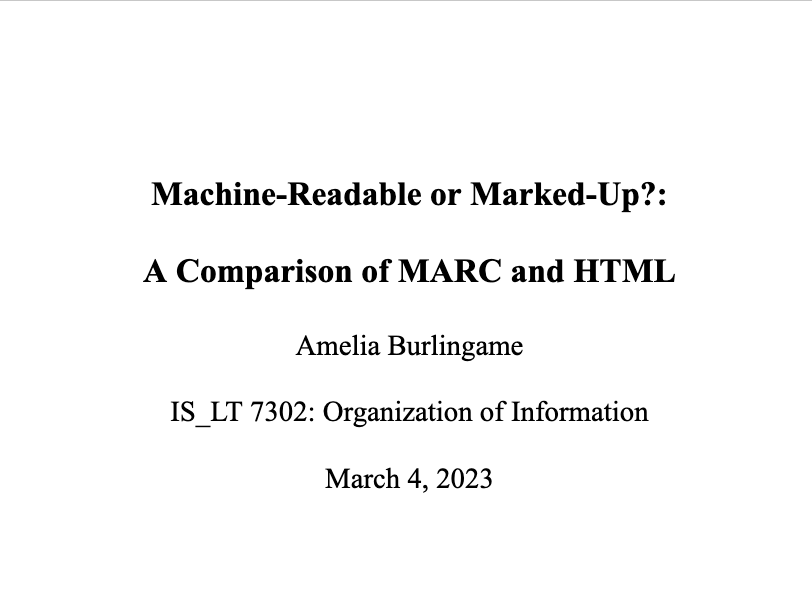 Machine-Readable or Marked-Up?:
A Comparison of MARC and HTML
Amelia Burlingame
IS_LT 7302: Organization of Information
March 4, 2023